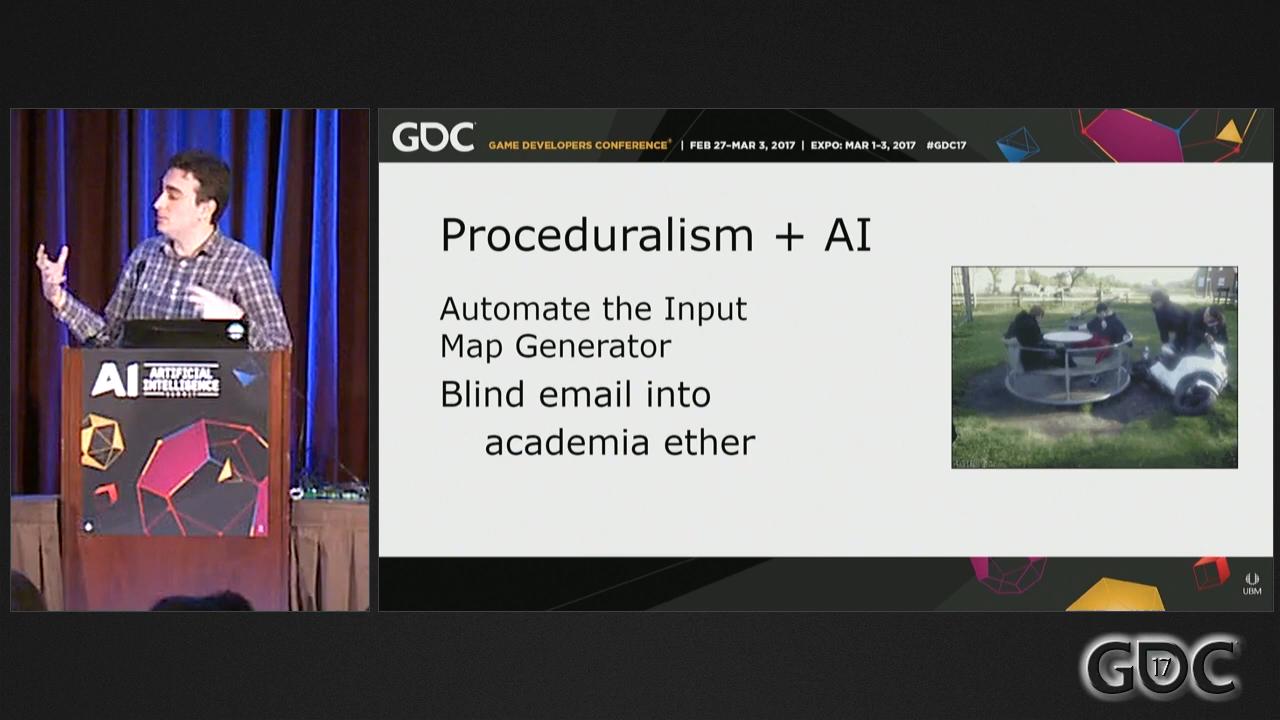 GDC GAME DEVELOPERS CONFERENCE® | FEB 27–MAR 3, 2017 | EXPO: MAR 1–3, 2017 #GDC17
Proceduralism + AI
Automate the Input
Map Generator
Blind email into
academia ether
AI ARTIFICIAL
INTELLIGENCE
UBM
GDC
17